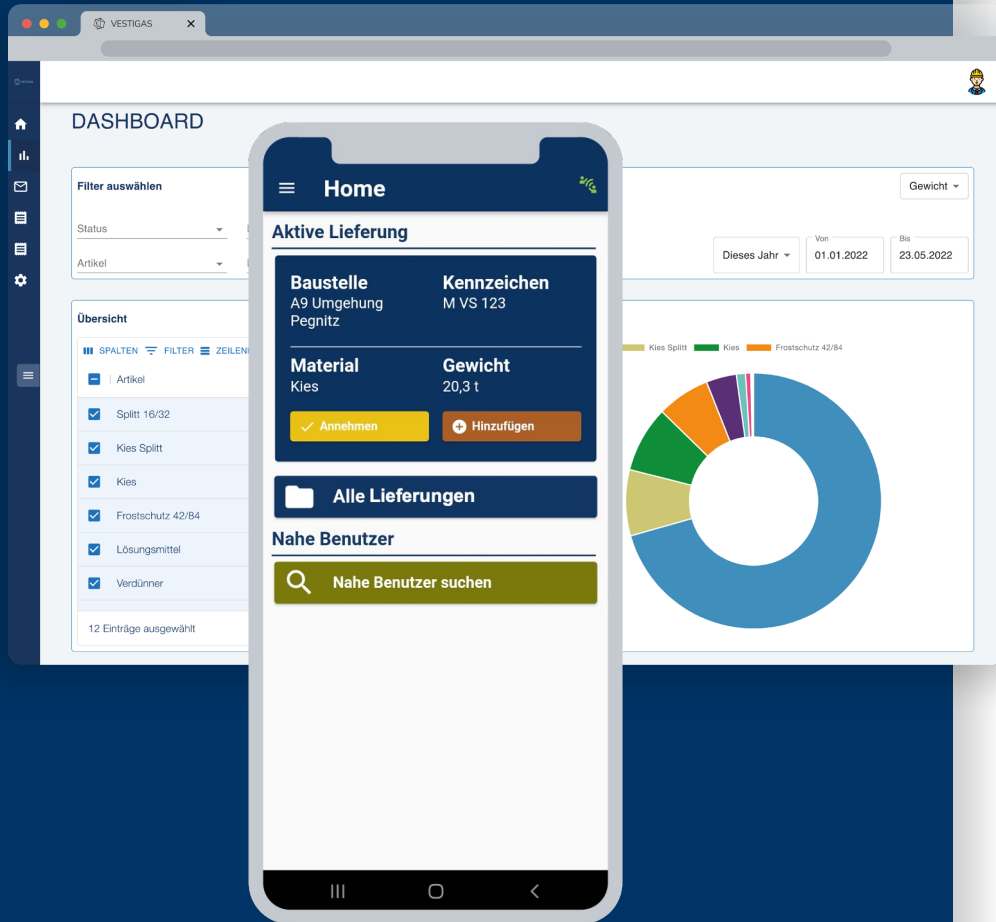 VESTIGAS
DASHBOARD
Filter auswählen
Gewicht
Status
Artikel
Dieses Jahr
Von
01.01.2022
Bis
23.05.2022
Übersicht
SPALTEN FILTER
Artikel
Splitt 16/32
Kies Splitt
Kies
Frostschutz 42/84
Lösungsmittel
Verdünner
12 Einträge ausgewählt
Kies Splitt Kies Frostschutz 42/84
Home
Aktive Lieferung
Baustelle
A9 Umgehung
Pegnitz
Kennzeichen
M VS 123
Material
Kies
Gewicht
20,3 t
Annehmen
Hinzufügen
Alle Lieferungen
Nahe Benutzer
Nahe Benutzer suchen